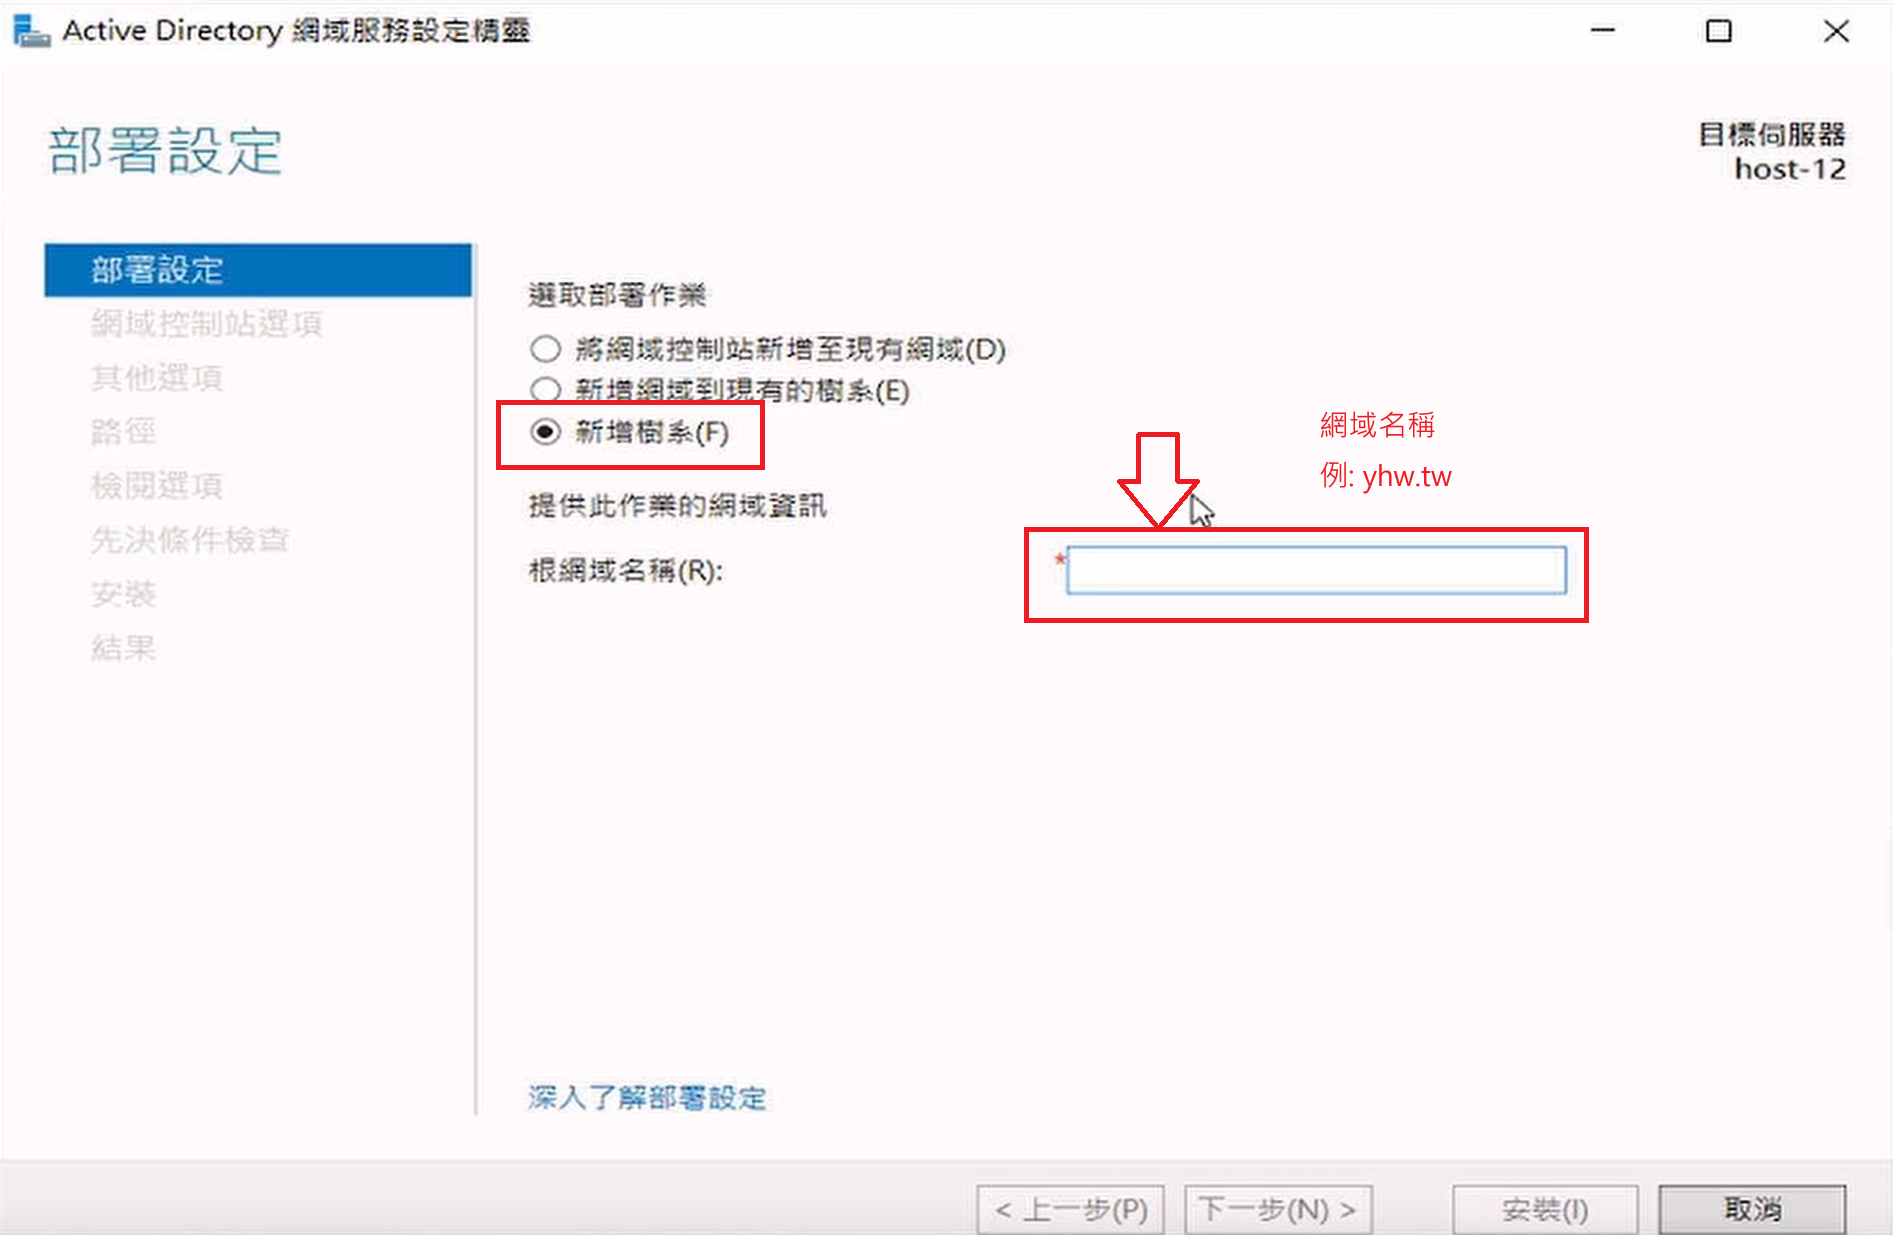 Active Directory 網域服務設定精靈
部署設定
目標伺服器
host-12
部署設定
網域控制站選項
其他選項
路徑
檢閱選項
先決條件檢查
安裝
結果
選取部署作業
將網域控制站新增至現有網域(D)
新增網域到現有的樹系(E)
新增樹系(F)
網域名稱
例: yhw.tw
提供此作業的網域資訊
根網域名稱(R):
*
深入了解部署設定
< 上一步(P)
下一步(N) >
安裝(I)
取消